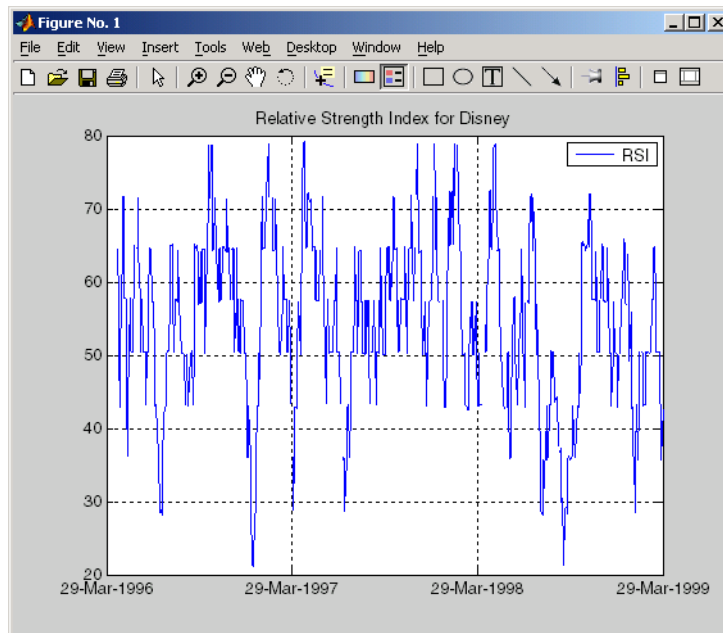 Figure No. 1
File Edit View Insert Tools Web Desktop Window Help
T
Relative Strength Index for Disney
RSI
80
70
60
50
40
30
20
29-Mar-1996 29-Mar-1997 29-Mar-1998 29-Mar-1999